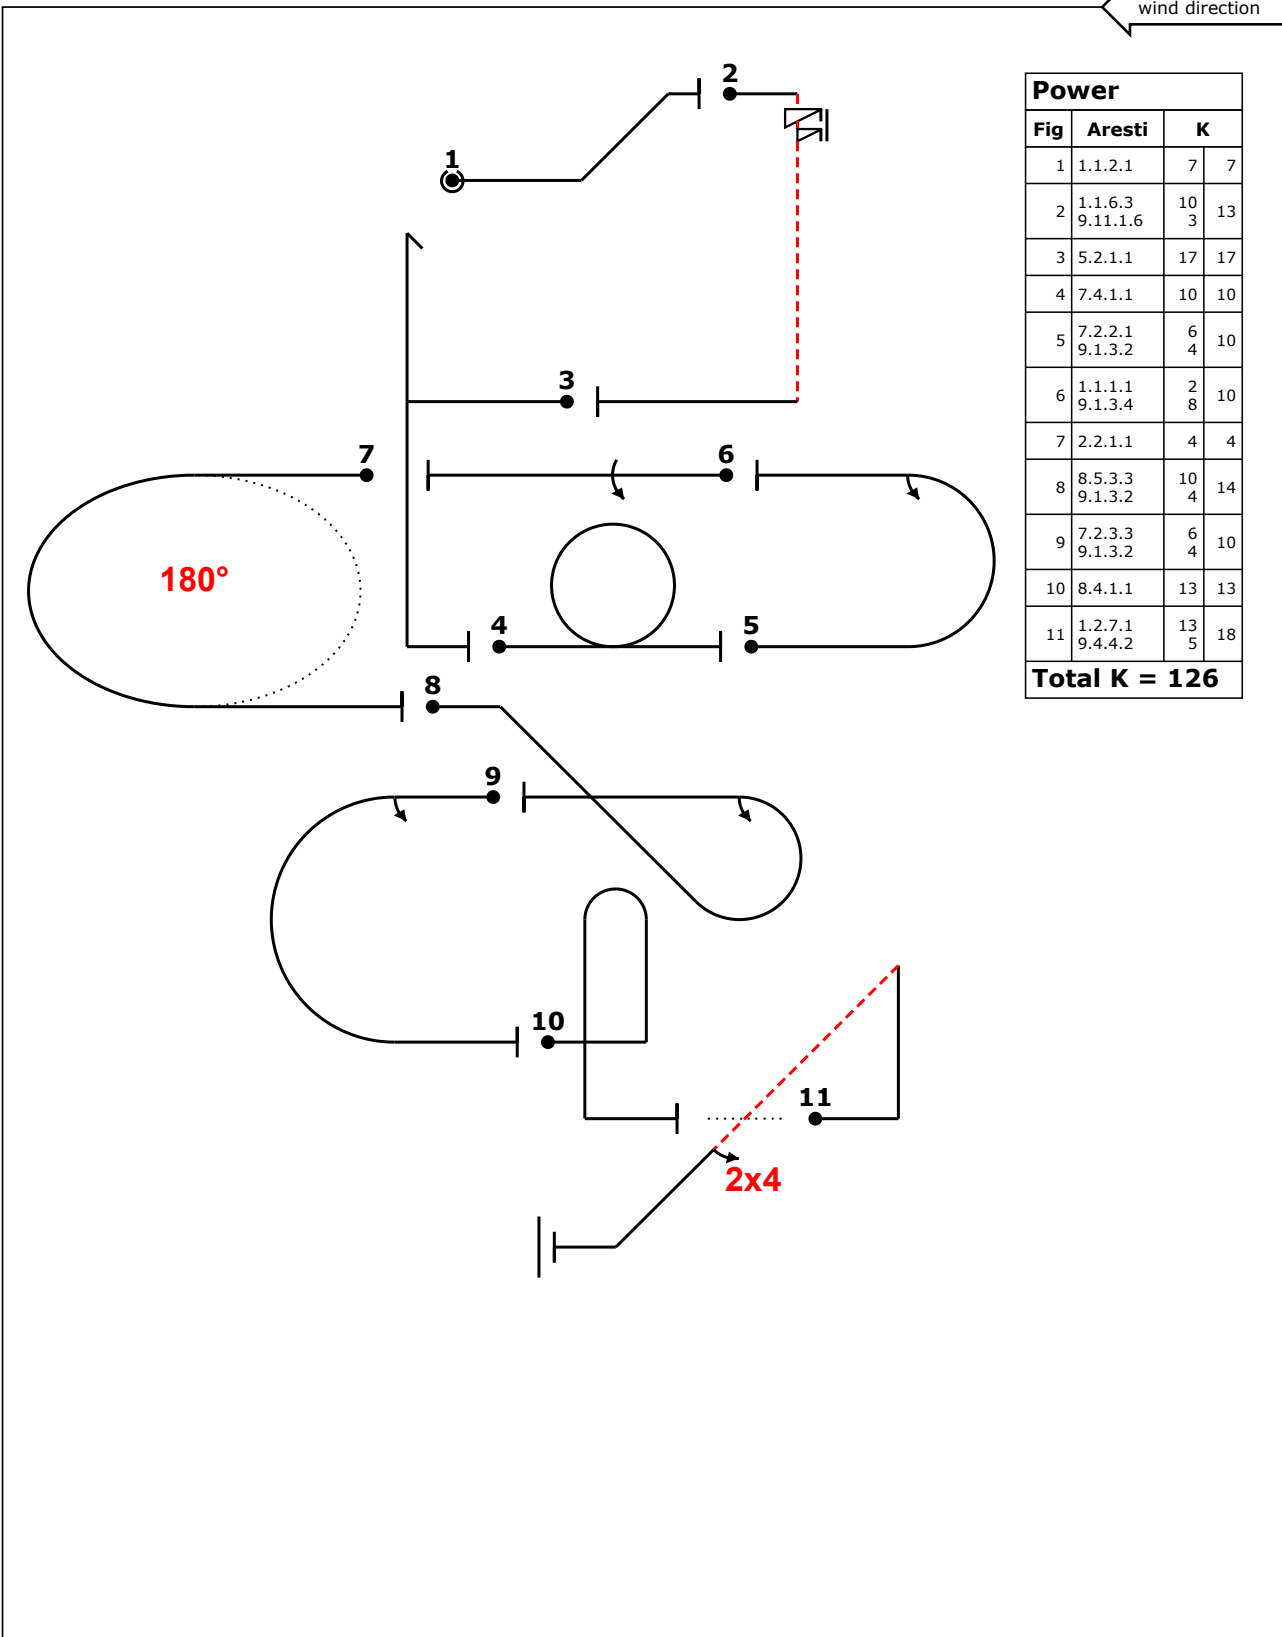 wind direction
2
1
3
7
6
180°
4
5
8
9
10
11
2x4
Power
Fig Aresti K
1 1.1.2.1 7 7
2 1.1.6.3 10 13
9.11.1.6 3
3 5.2.1.1 17 17
4 7.4.1.1 10 10
5 7.2.2.1 6 10
9.1.3.2 4
6 1.1.1.1 2 10
9.1.3.4 8
7 2.2.1.1 4 4
8 8.5.3.3 10 14
9.1.3.2 4
9 7.2.3.3 6 10
9.1.3.2 4
10 8.4.1.1 13 13
11 1.2.7.1 13 18
9.4.4.2 5
Total K = 126